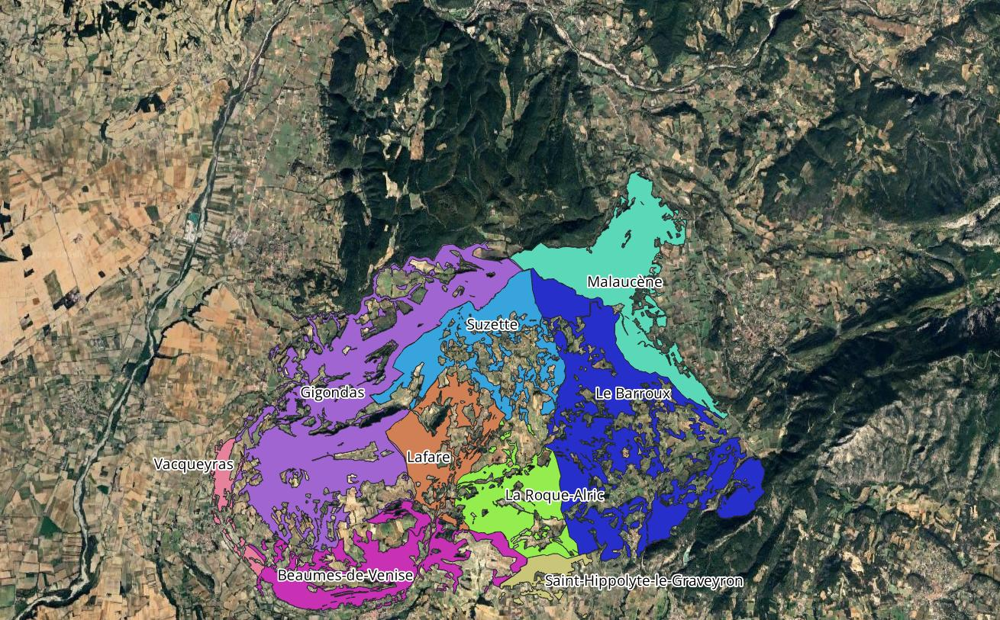 Malaucène
Suzette
Gigondas
Le Barroux
Lafare
Vacqueyras
La Roque-Alric
Beaumes-de-Venise
Saint-Hippolyte-le-Graveyron